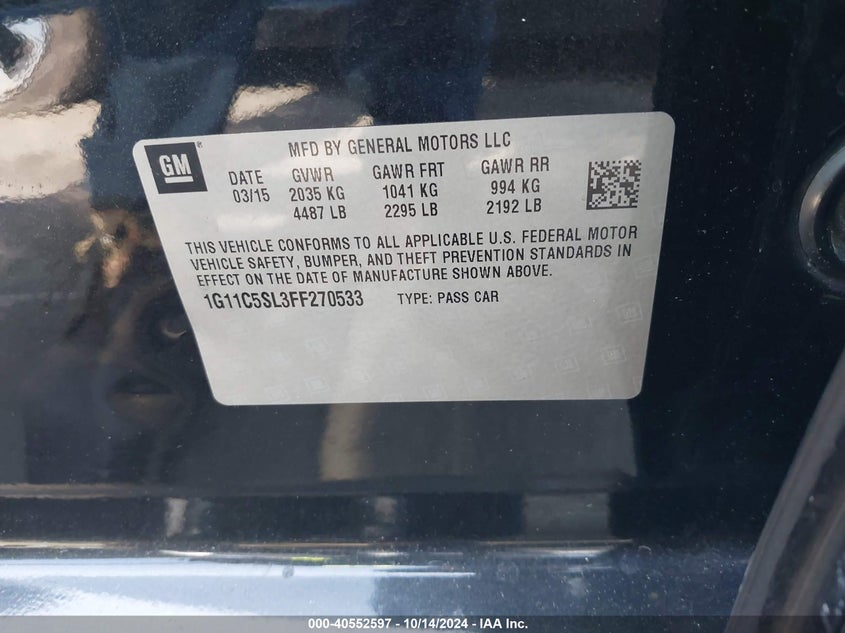 MFD BY GENERAL MOTORS LLC
GM
DATE GVWR GAWR FRT GAWR RR
03/15 2035 KG 1041 KG 994 KG
4487 LB 2295 LB 2192 LB
THIS VEHICLE CONFORMS TO ALL APPLICABLE U.S. FEDERAL MOTOR
VEHICLE SAFETY, BUMPER, AND THEFT PREVENTION STANDARDS IN
EFFECT ON THE DATE OF MANUFACTURE SHOWN ABOVE.
1G11C5SL3FF270533 TYPE: PASS CAR
000-40552597 - 10/14/2024 - IAA Inc.